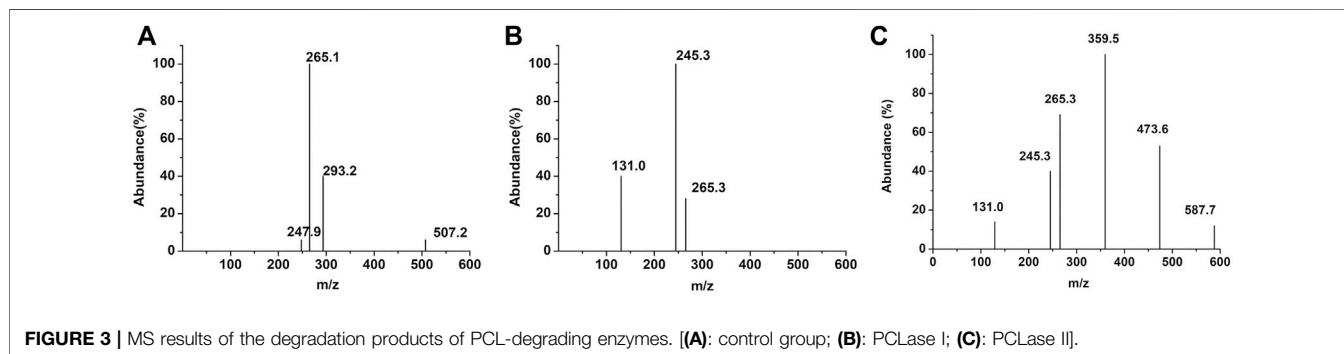 A
Abundance(%)
100
80
60
40
20
0
265.1
293.2
247.9
507.2
100 200 300 400 500 600
m/z
B
Abundance(%)
100
80
60
40
20
0
245.3
131.0
265.3
100 200 300 400 500 600
m/z
C
Abundance (%)
100
80
60
40
20
0
359.5
265.3
473.6
245.3
131.0
587.7
0 100 200 300 400 500 600
m/z
FIGURE 3 | MS results of the degradation products of PCL-degrading enzymes. [(A): control group; (B): PCLase I; (C): PCLase II].